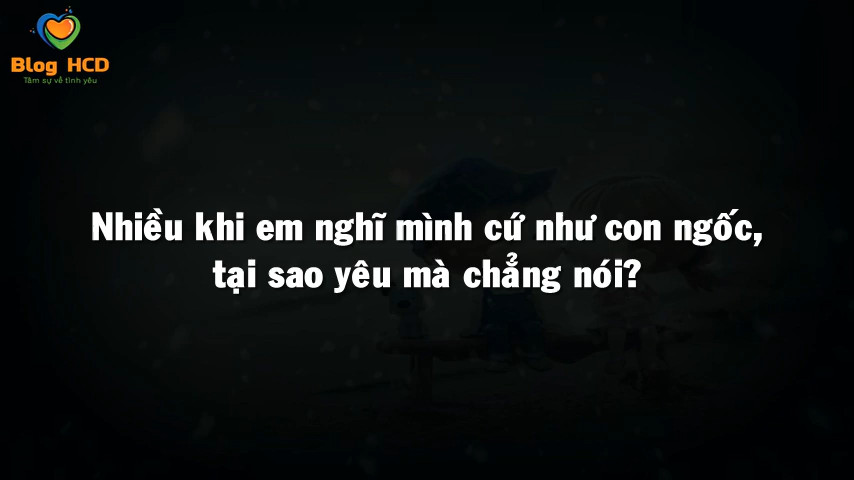 Blog HCD
Tâm sự về tình yêu
Nhiều khi em nghĩ mình cứ như con ngốc,
tại sao yêu mà chẳng nói?